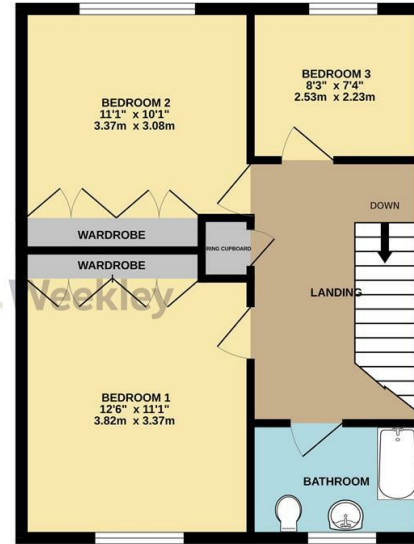 BEDROOM 2
11'1" x 10'1"
3.37m x 3.08m
BEDROOM 3
8'3" x 7'4"
2.53m x 2.23m
DOWN
WARDROBE
RING CUPBOARD
WARDROBE
Weekley
LANDING
BEDROOM 1
12'6" x 11'1"
3.82m x 3.37m
BATHROOM